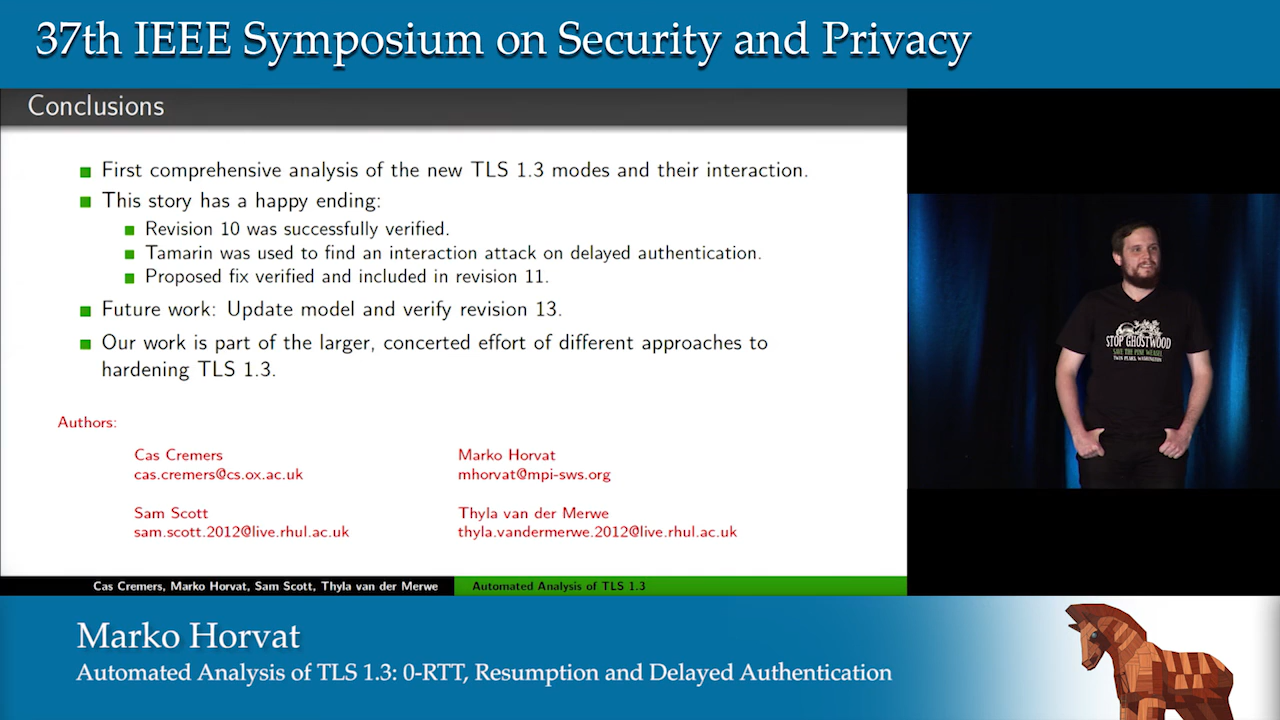 37th IEEE Symposium on Security and Privacy
Conclusions
First comprehensive analysis of the new TLS 1.3 modes and their interaction.
This story has a happy ending:
Revision 10 was successfully verified.
Tamarin was used to find an interaction attack on delayed authentication.
Proposed fix verified and included in revision 11.
Future work: Update model and verify revision 13.
Our work is part of the larger, concerted effort of different approaches to
hardening TLS 1.3.
Authors:
Cas Cremers
cas.cremers@cs.ox.ac.uk
Marko Horvat
mhorvat@mpi-sws.org
Sam Scott
sam.scott.2012@live.rhul.ac.uk
Thyla van der Merwe
thyla.vandermerwe.2012@live.rhul.ac.uk
Cas Cremers, Marko Horvat, Sam Scott, Thyla van der Merwe
Automated Analysis of TLS 1.3
STOP GHOSTWOOD
SAVE THE PINE WEASEL
TWIN PEAKS, WASHINGTON
Marko Horvat
Automated Analysis of TLS 1.3: 0-RTT, Resumption and Delayed Authentication